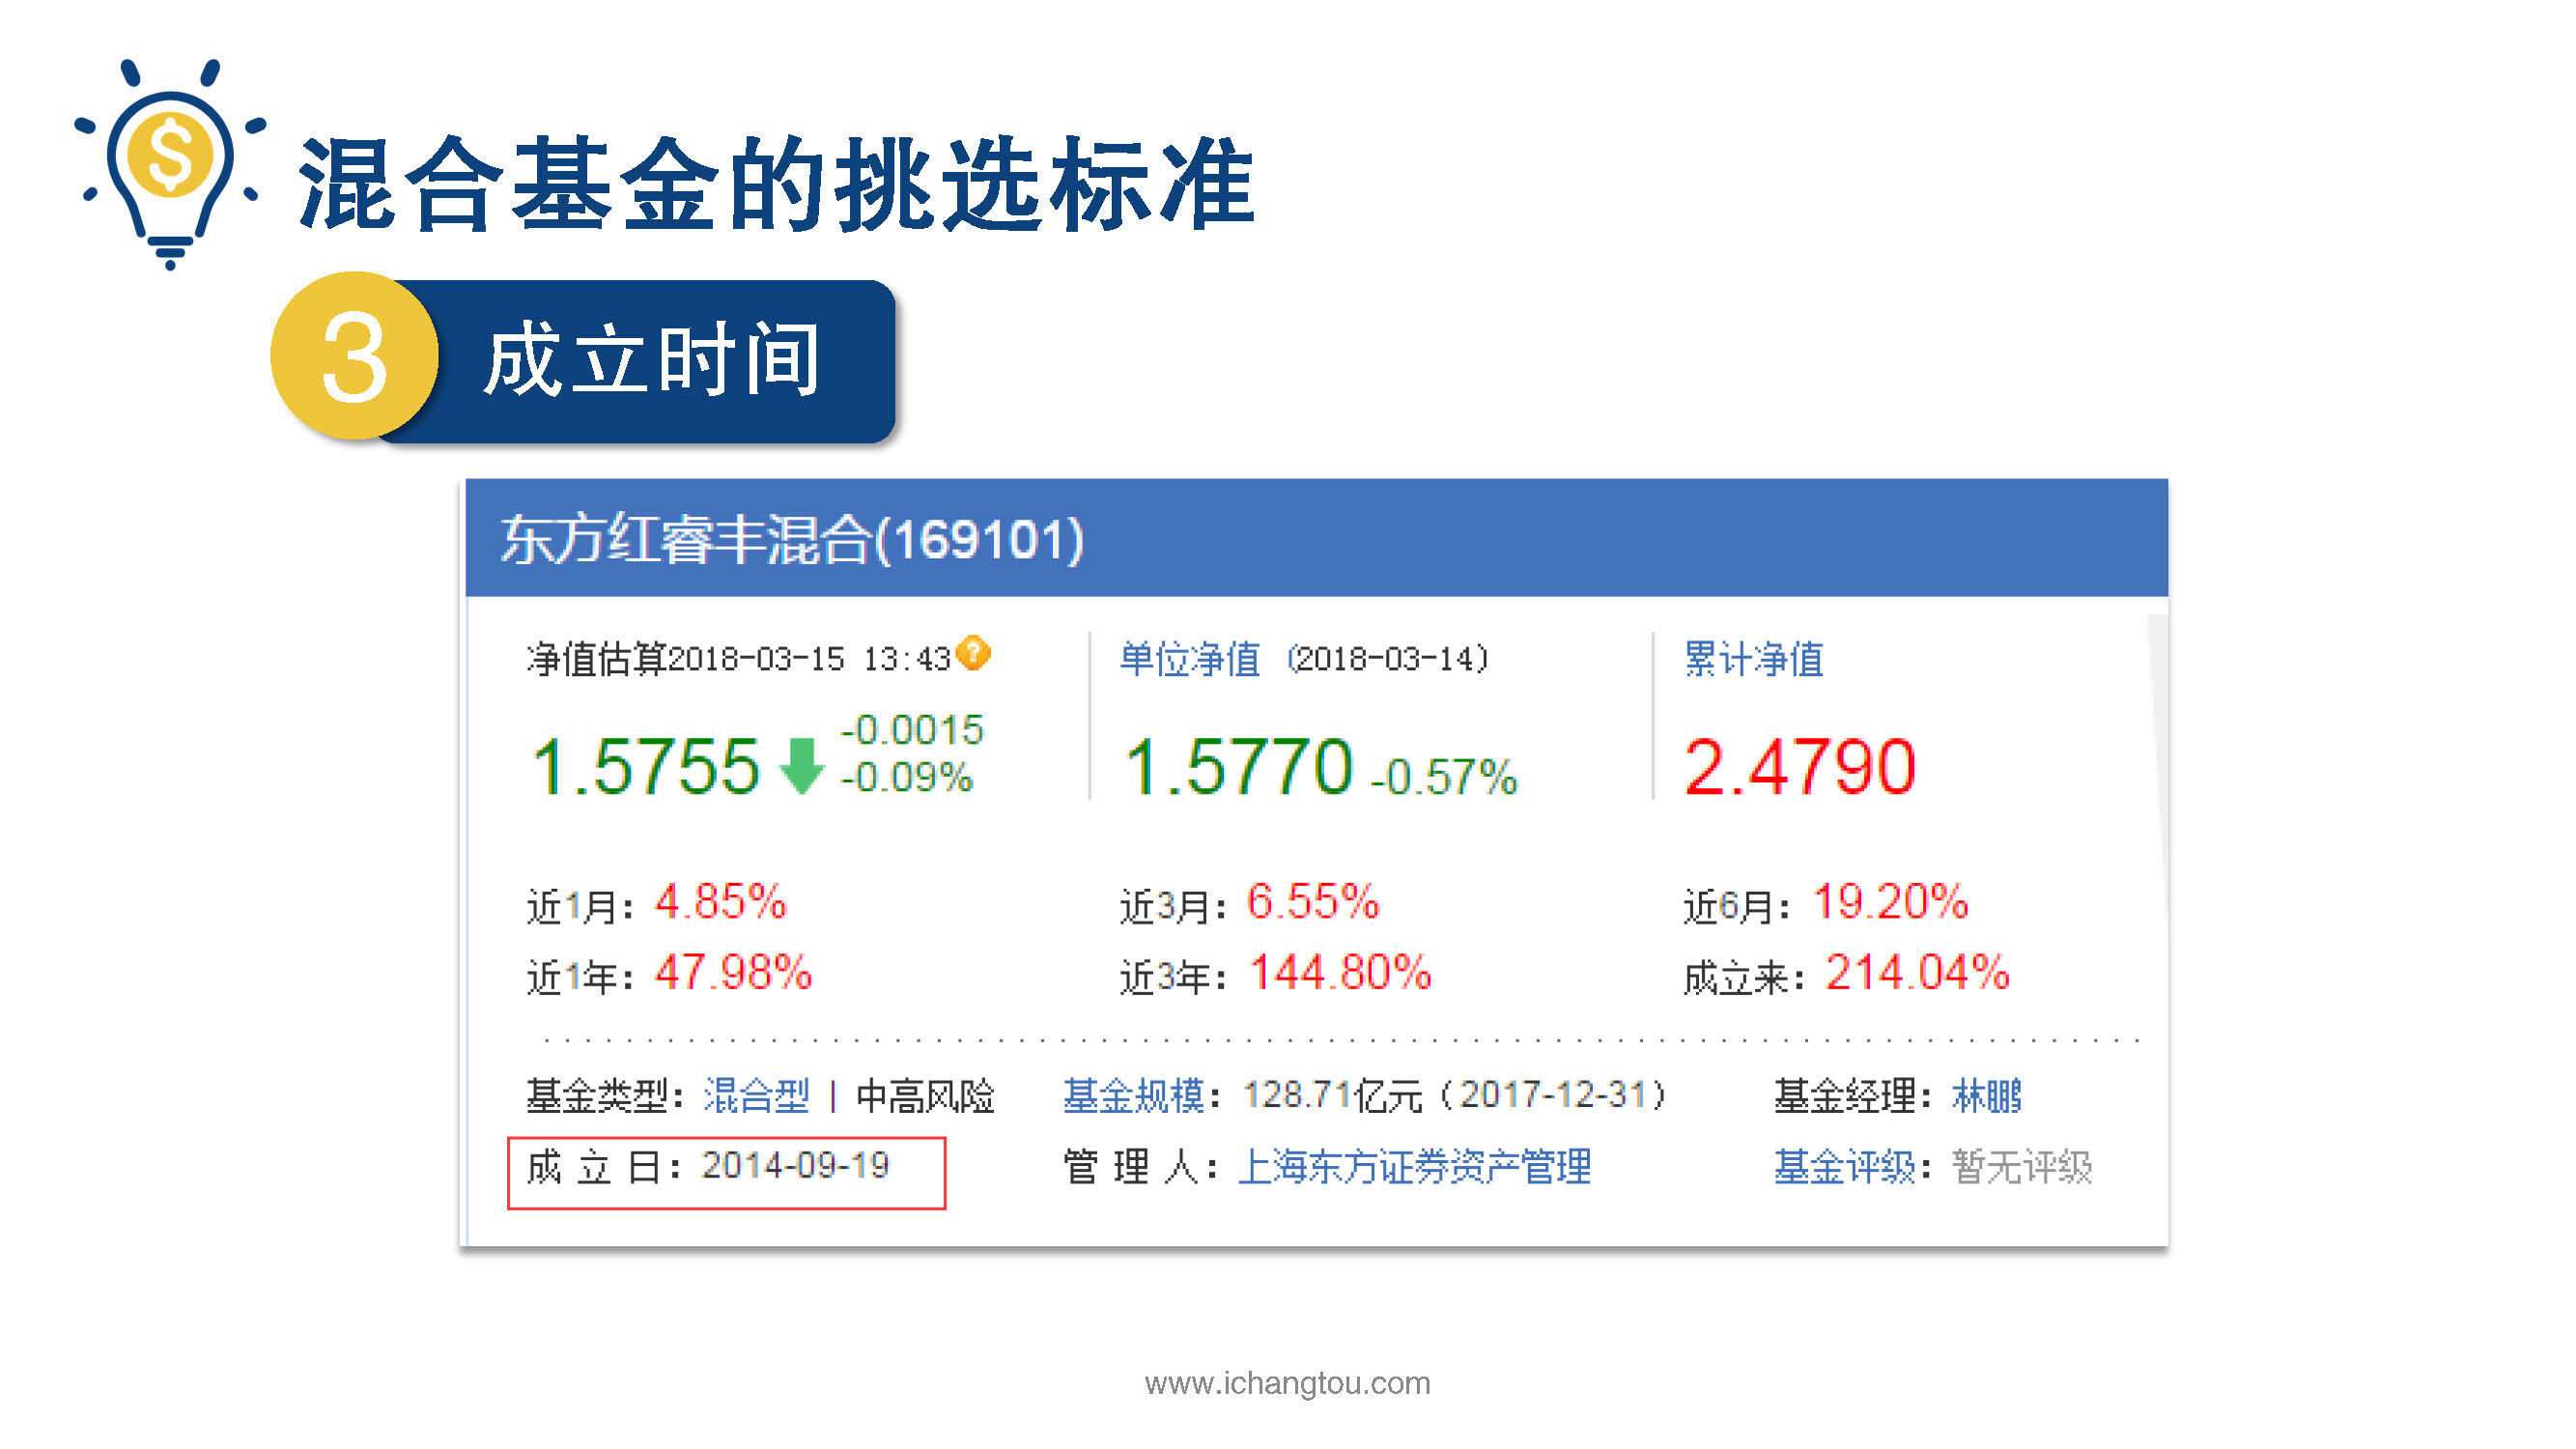 混合基金的挑选标准
3 成立时间
东方红睿丰混合(169101)
净值估算2018-03-15 13:43 ? 单位净值 (2018-03-14) 累计净值
1.5755 -0.0015 -0.09% 1.5770 -0.57% 2.4790
近1月: 4.85% 近3月: 6.55% 近6月: 19.20%
近1年: 47.98% 近3年: 144.80% 成立来: 214.04%
基金类型: 混合型 | 中高风险 基金规模: 128.71亿元 (2017-12-31) 基金经理: 林鹏
成 立 日: 2014-09-19 管 理 人: 上海东方证券资产管理 基金评级: 暂无评级
www.ichangtou.com